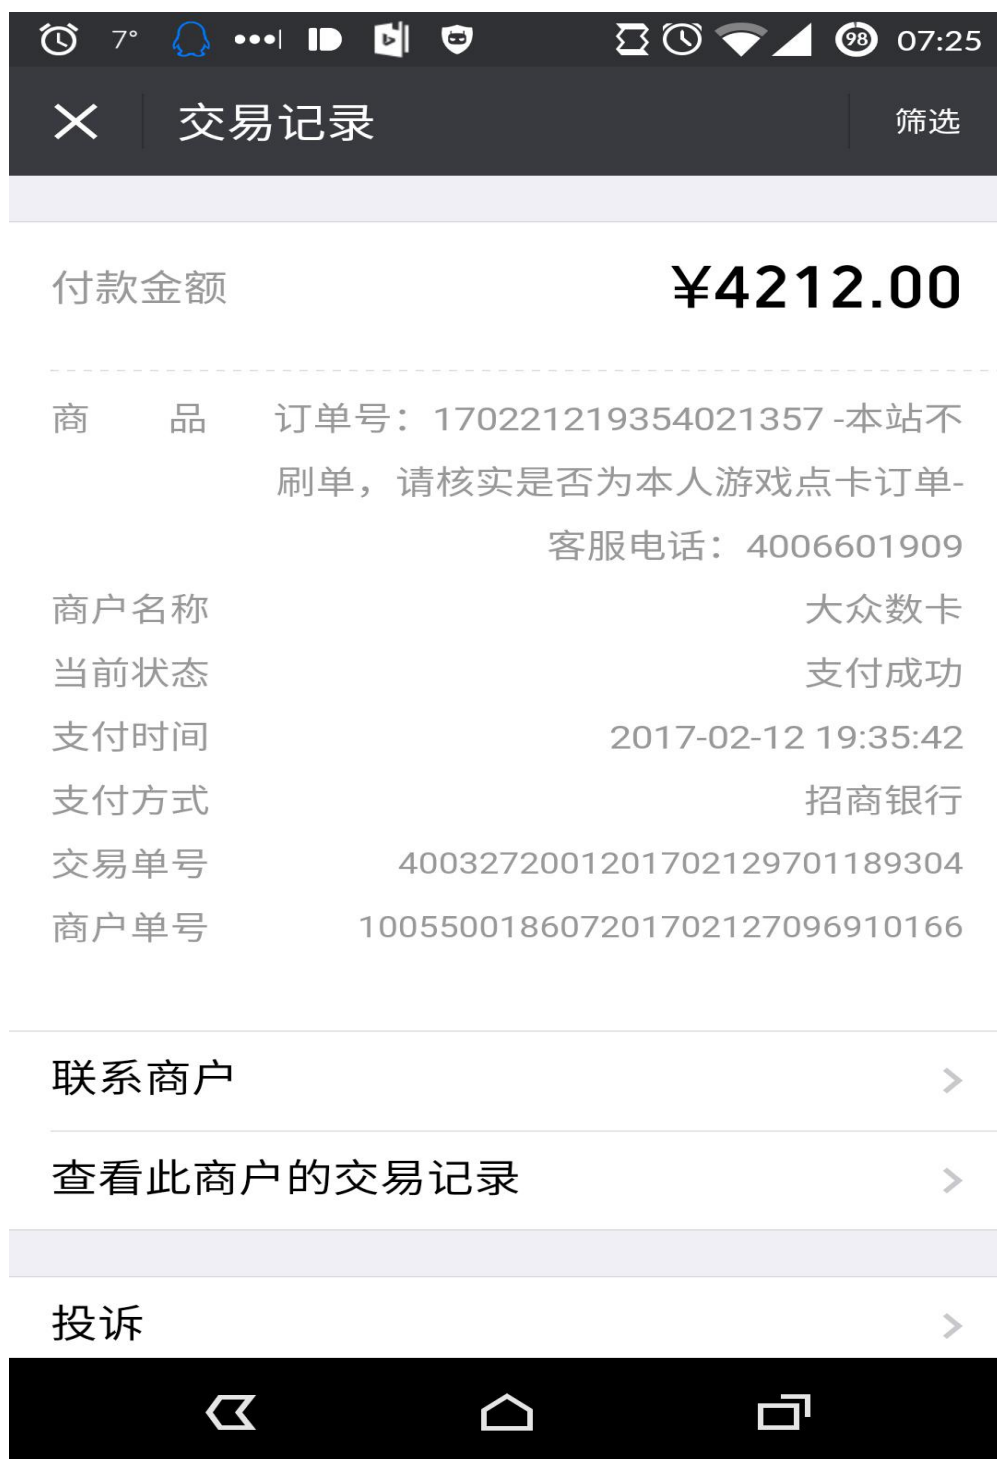 7° 98 07:25
交易记录 筛选
付款金额 ¥4212.00
商 品 订单号：170221219354021357 -本站不
刷单，请核实是否为本人游戏点卡订单-
客服电话：4006601909
商户名称 大众数卡
当前状态 支付成功
支付时间 2017-02-12 19:35:42
支付方式 招商银行
交易单号 4003272001201702129701189304
商户单号 100550018607201702127096910166
联系商户
查看此商户的交易记录
投诉